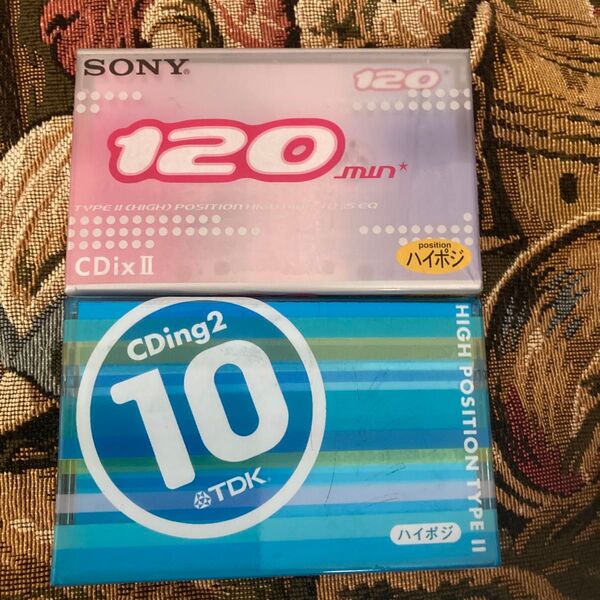 SONY
120
120 min
TYPE II (HIGH) POSITION
EQ
CDix II
position
ハイポジ
CDing2
10
TDK
HIGH POSITION TYPE II
ハイポジ